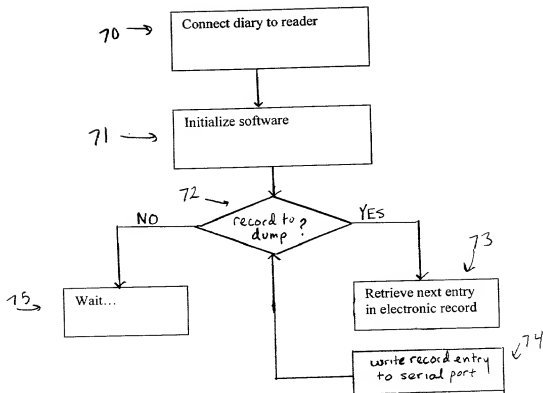 70
Connect diary to reader
71
Initialize software
72
record to
dump?
NO
YES
73
75
Wait...
Retrieve next entry
in electronic record
74
write record entry
to serial port